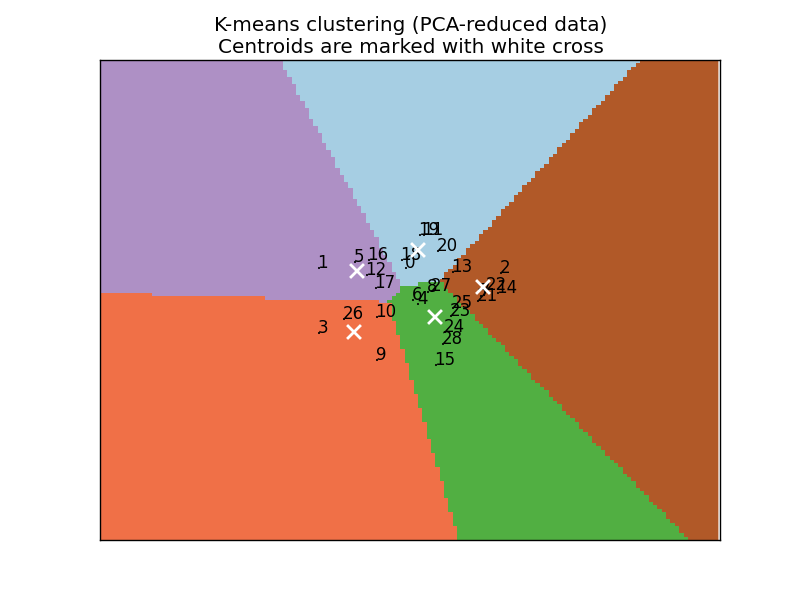 K-means clustering (PCA-reduced data)
Centroids are marked with white cross
19 11
20
1 5 16 18 0 13 2
12
17 6 4 8 27 22 14
21
3 26 10 25 23
24
28
9 15